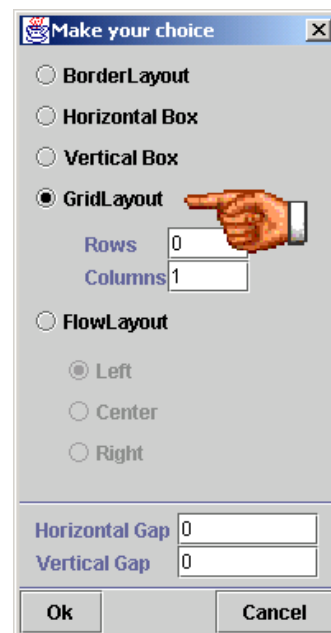 Make your choice
BorderLayout
Horizontal Box
Vertical Box
GridLayout
Rows 0
Columns 1
FlowLayout
Left
Center
Right
Horizontal Gap 0
Vertical Gap 0
Ok Cancel